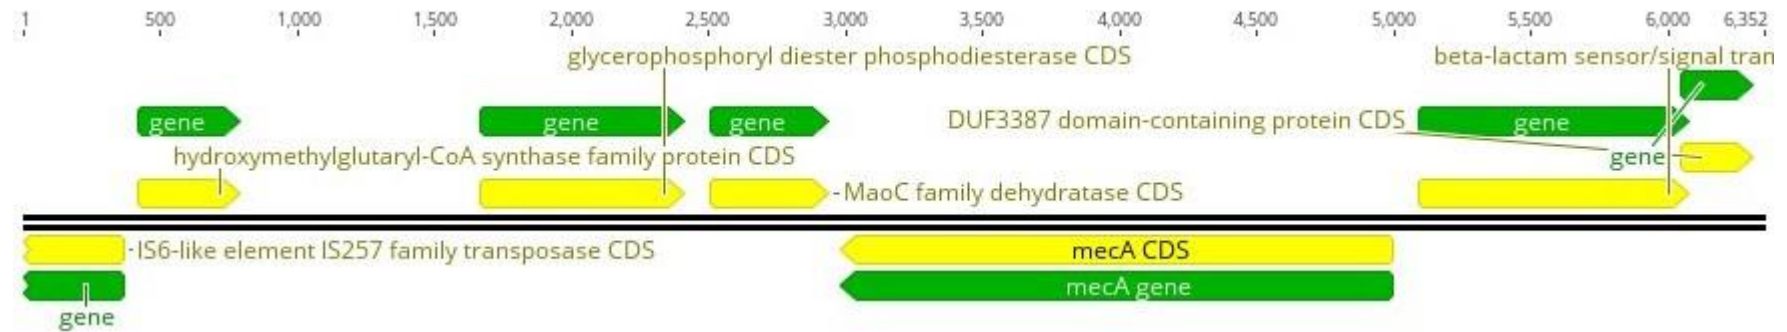 1 500 1,000 1,500 2,000 2,500 3,000 3,500 4,000 4,500 5,000 5,500 6,000 6,352
glycerophosphoryl diester phosphodiesterase CDS beta-lactam sensor/signal tran
gene gene gene DUF3387 domain-containing protein CDS gene
hydroxymethylglutaryl-CoA synthase family protein CDS gene
MaoC family dehydratase CDS
IS6-like element IS257 family transposase CDS mecA CDS
mecA gene
gene